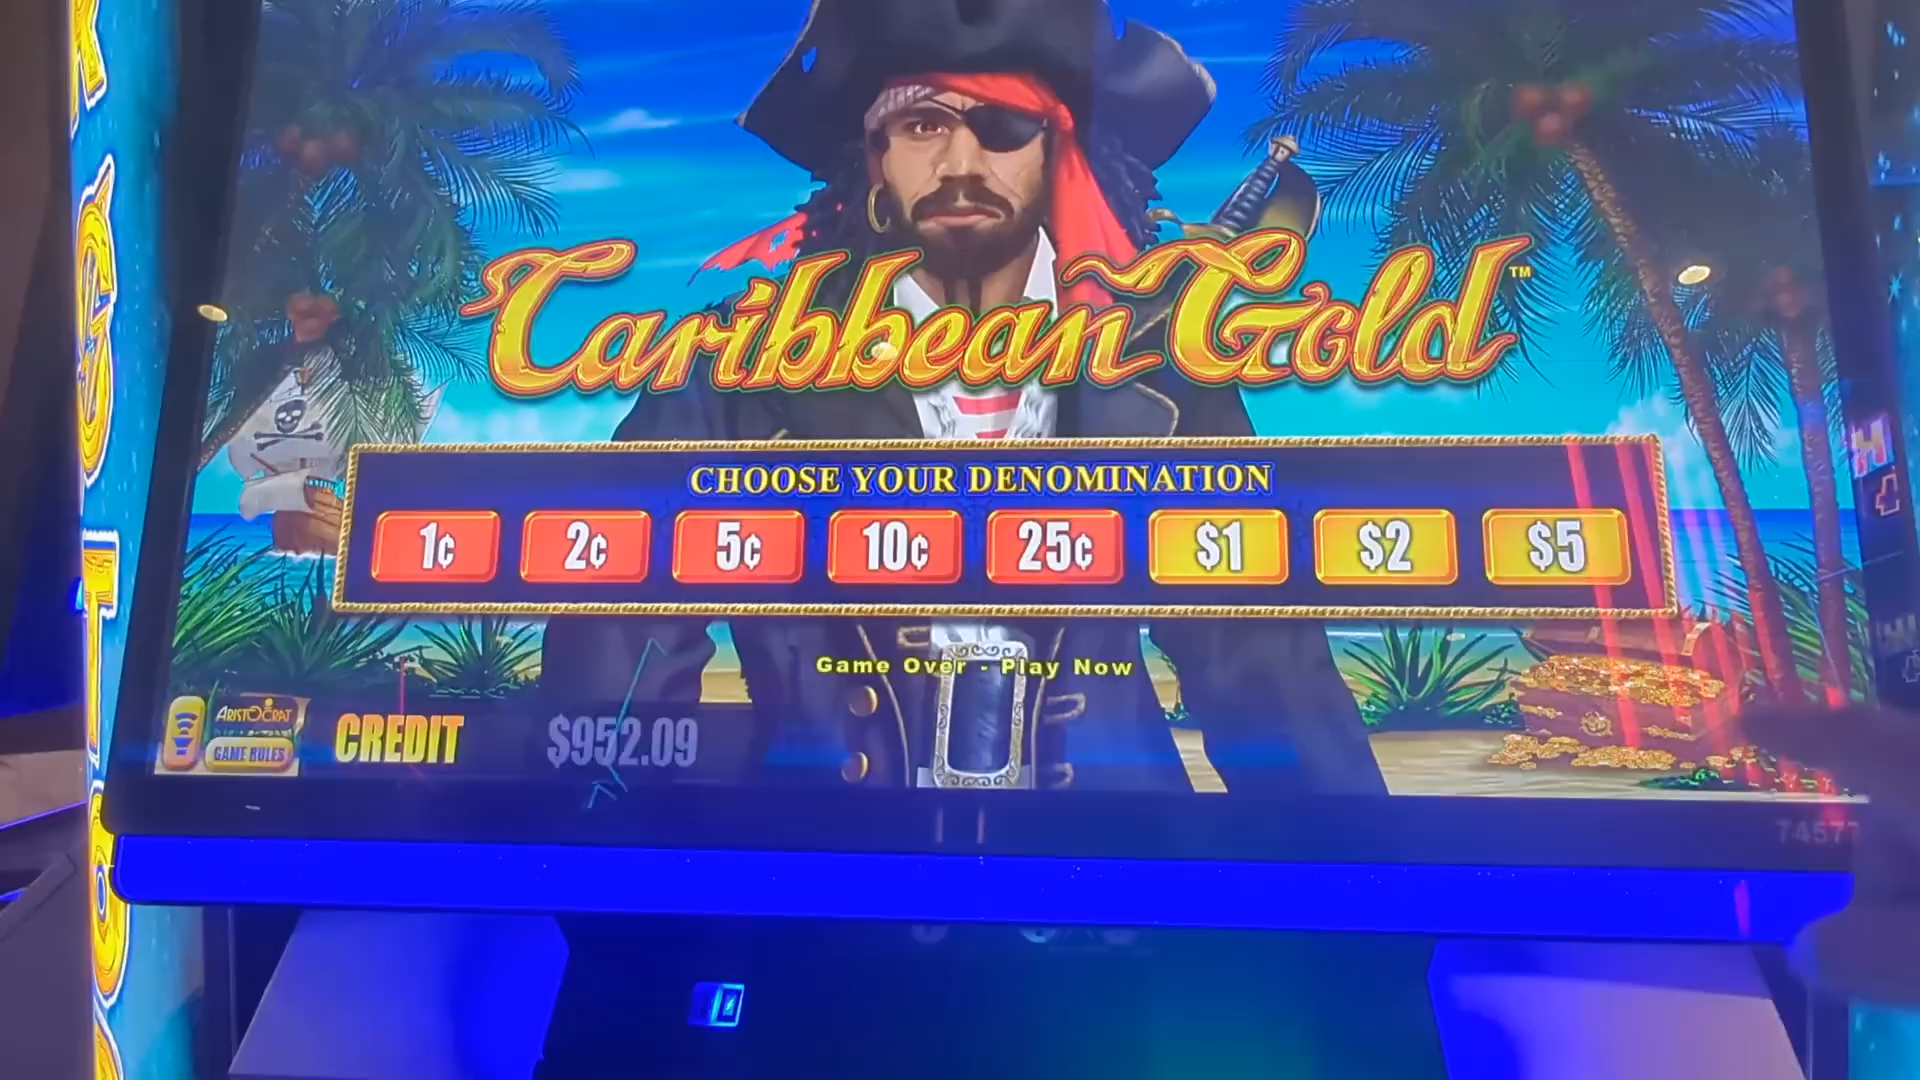 Caribbean Gold™
CHOOSE YOUR DENOMINATION
1¢ 2¢ 5¢ 10¢ 25¢ $1 $2 $5
Game Over - Play Now
ARISTOCRAT
GAME RULES
CREDIT $952.09